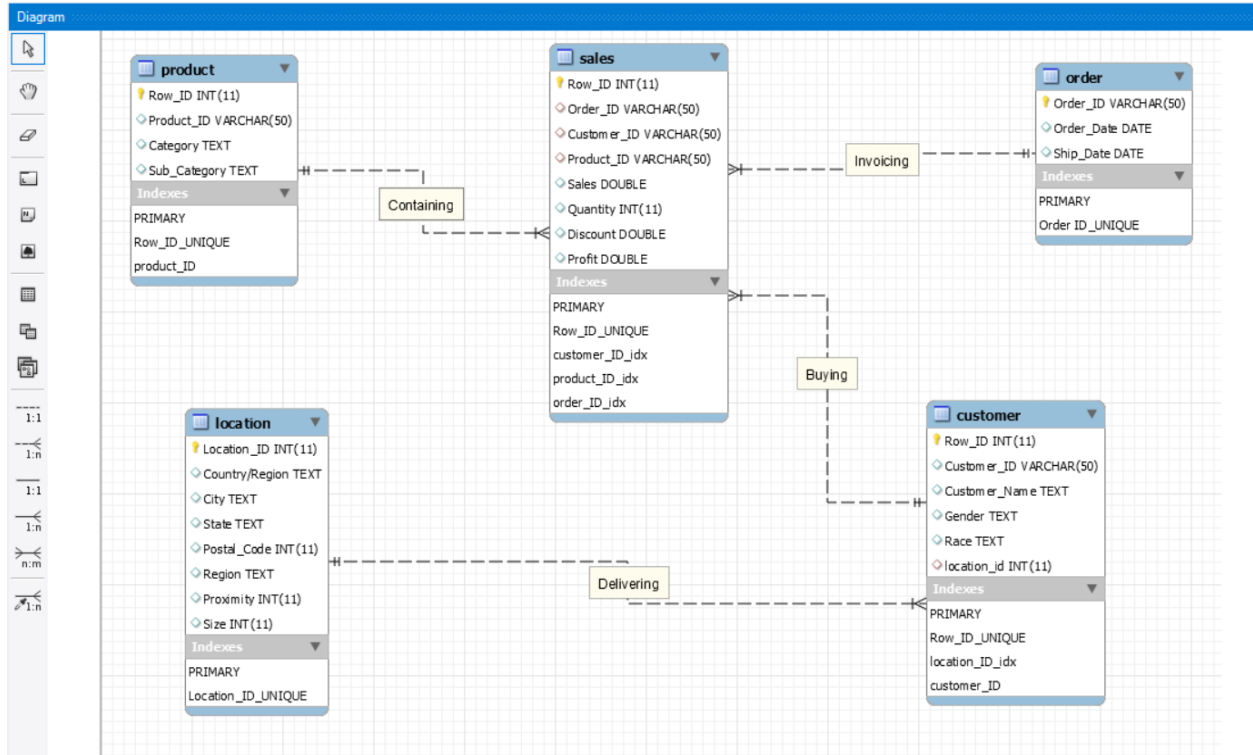 Diagram
product
Row_ID INT(11)
Product_ID VARCHAR(50)
Category TEXT
Sub_Category TEXT
Indexes
PRIMARY
Row_ID_UNIQUE
product_ID
Containing
sales
Row_ID INT(11)
Order_ID VARCHAR(50)
Customer_ID VARCHAR(50)
Product_ID VARCHAR(50)
Sales DOUBLE
Quantity INT(11)
Discount DOUBLE
Profit DOUBLE
Indexes
PRIMARY
Row_ID_UNIQUE
customer_ID_idx
product_ID_idx
order_ID_idx
Invoicing
order
Order_ID VARCHAR(50)
Order_Date DATE
Ship_Date DATE
Indexes
PRIMARY
Order ID_UNIQUE
Buying
location
Location_ID INT(11)
Country/Region TEXT
City TEXT
State TEXT
Postal_Code INT(11)
Region TEXT
Proximity INT(11)
Size INT(11)
Indexes
PRIMARY
Location_ID_UNIQUE
Delivering
customer
Row_ID INT(11)
Customer_ID VARCHAR(50)
Customer_Name TEXT
Gender TEXT
Race TEXT
location_id INT(11)
Indexes
PRIMARY
Row_ID_UNIQUE
location_ID_idx
customer_ID
1:1
1:n
1:1
1:n
n:m
1:n